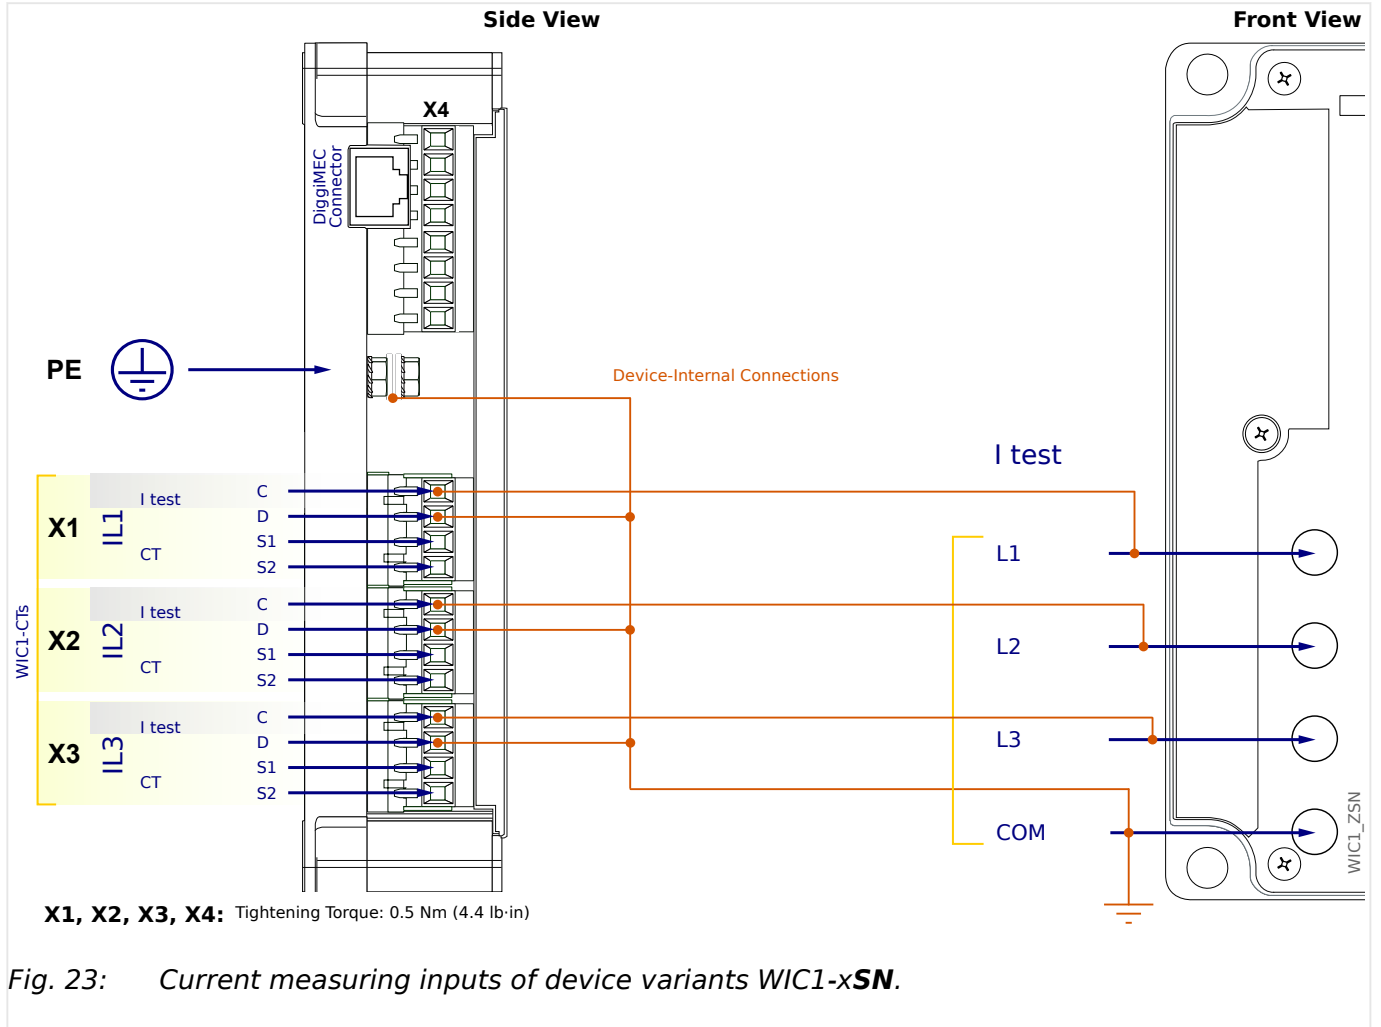 Side View
Front View
X4
DiggiMEC
Connector
PE
Device-Internal Connections
I test
WIC1-CTs
X1
IL1
I test
CT
C
D
S1
S2
X2
IL2
I test
CT
C
D
S1
S2
X3
IL3
I test
CT
C
D
S1
S2
L1
L2
L3
COM
WIC1_ZSN
X1, X2, X3, X4: Tightening Torque: 0.5 Nm (4.4 lb·in)
Fig. 23: Current measuring inputs of device variants WIC1-xSN.